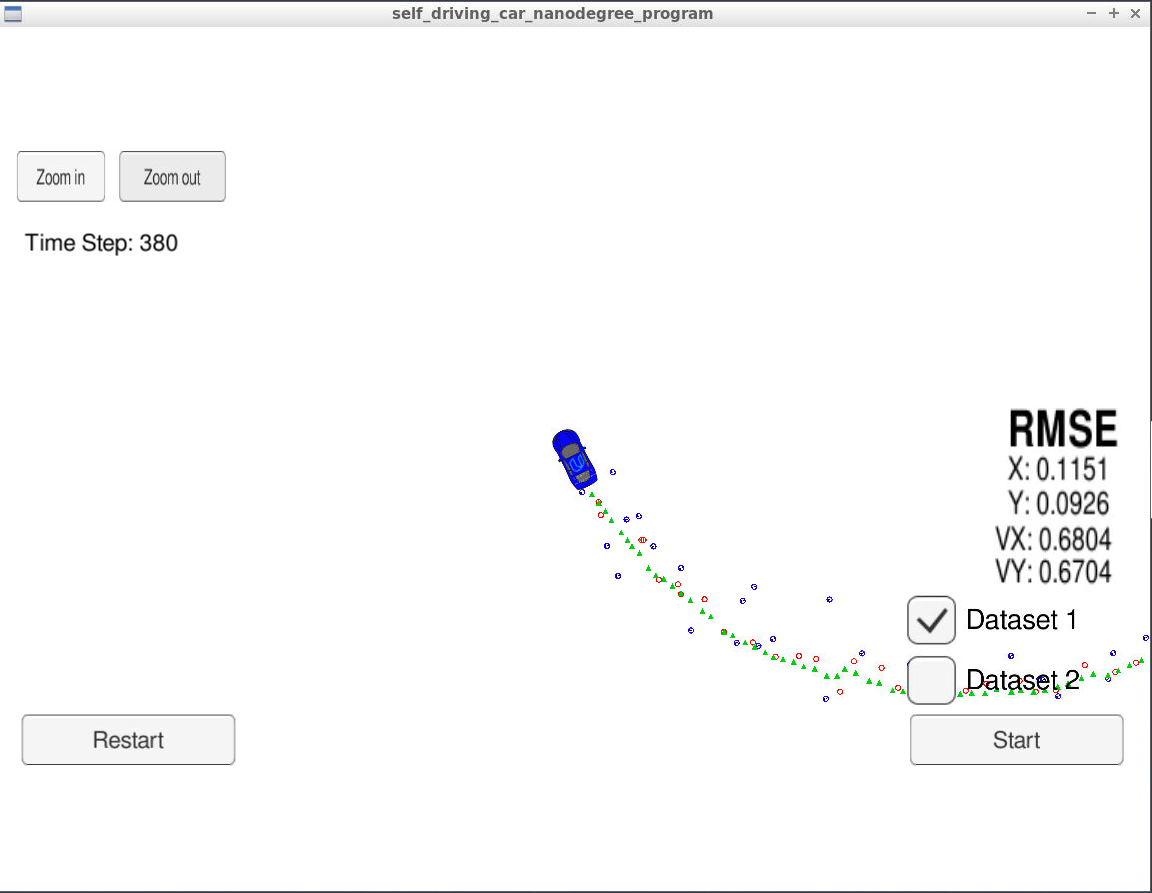 self_driving_car_nanodegree_program
Zoom in
Zoom out
Time Step: 380
RMSE
X: 0.1151
Y: 0.0926
VX: 0.6804
VY: 0.6704
Dataset 1
Dataset 2
Restart
Start